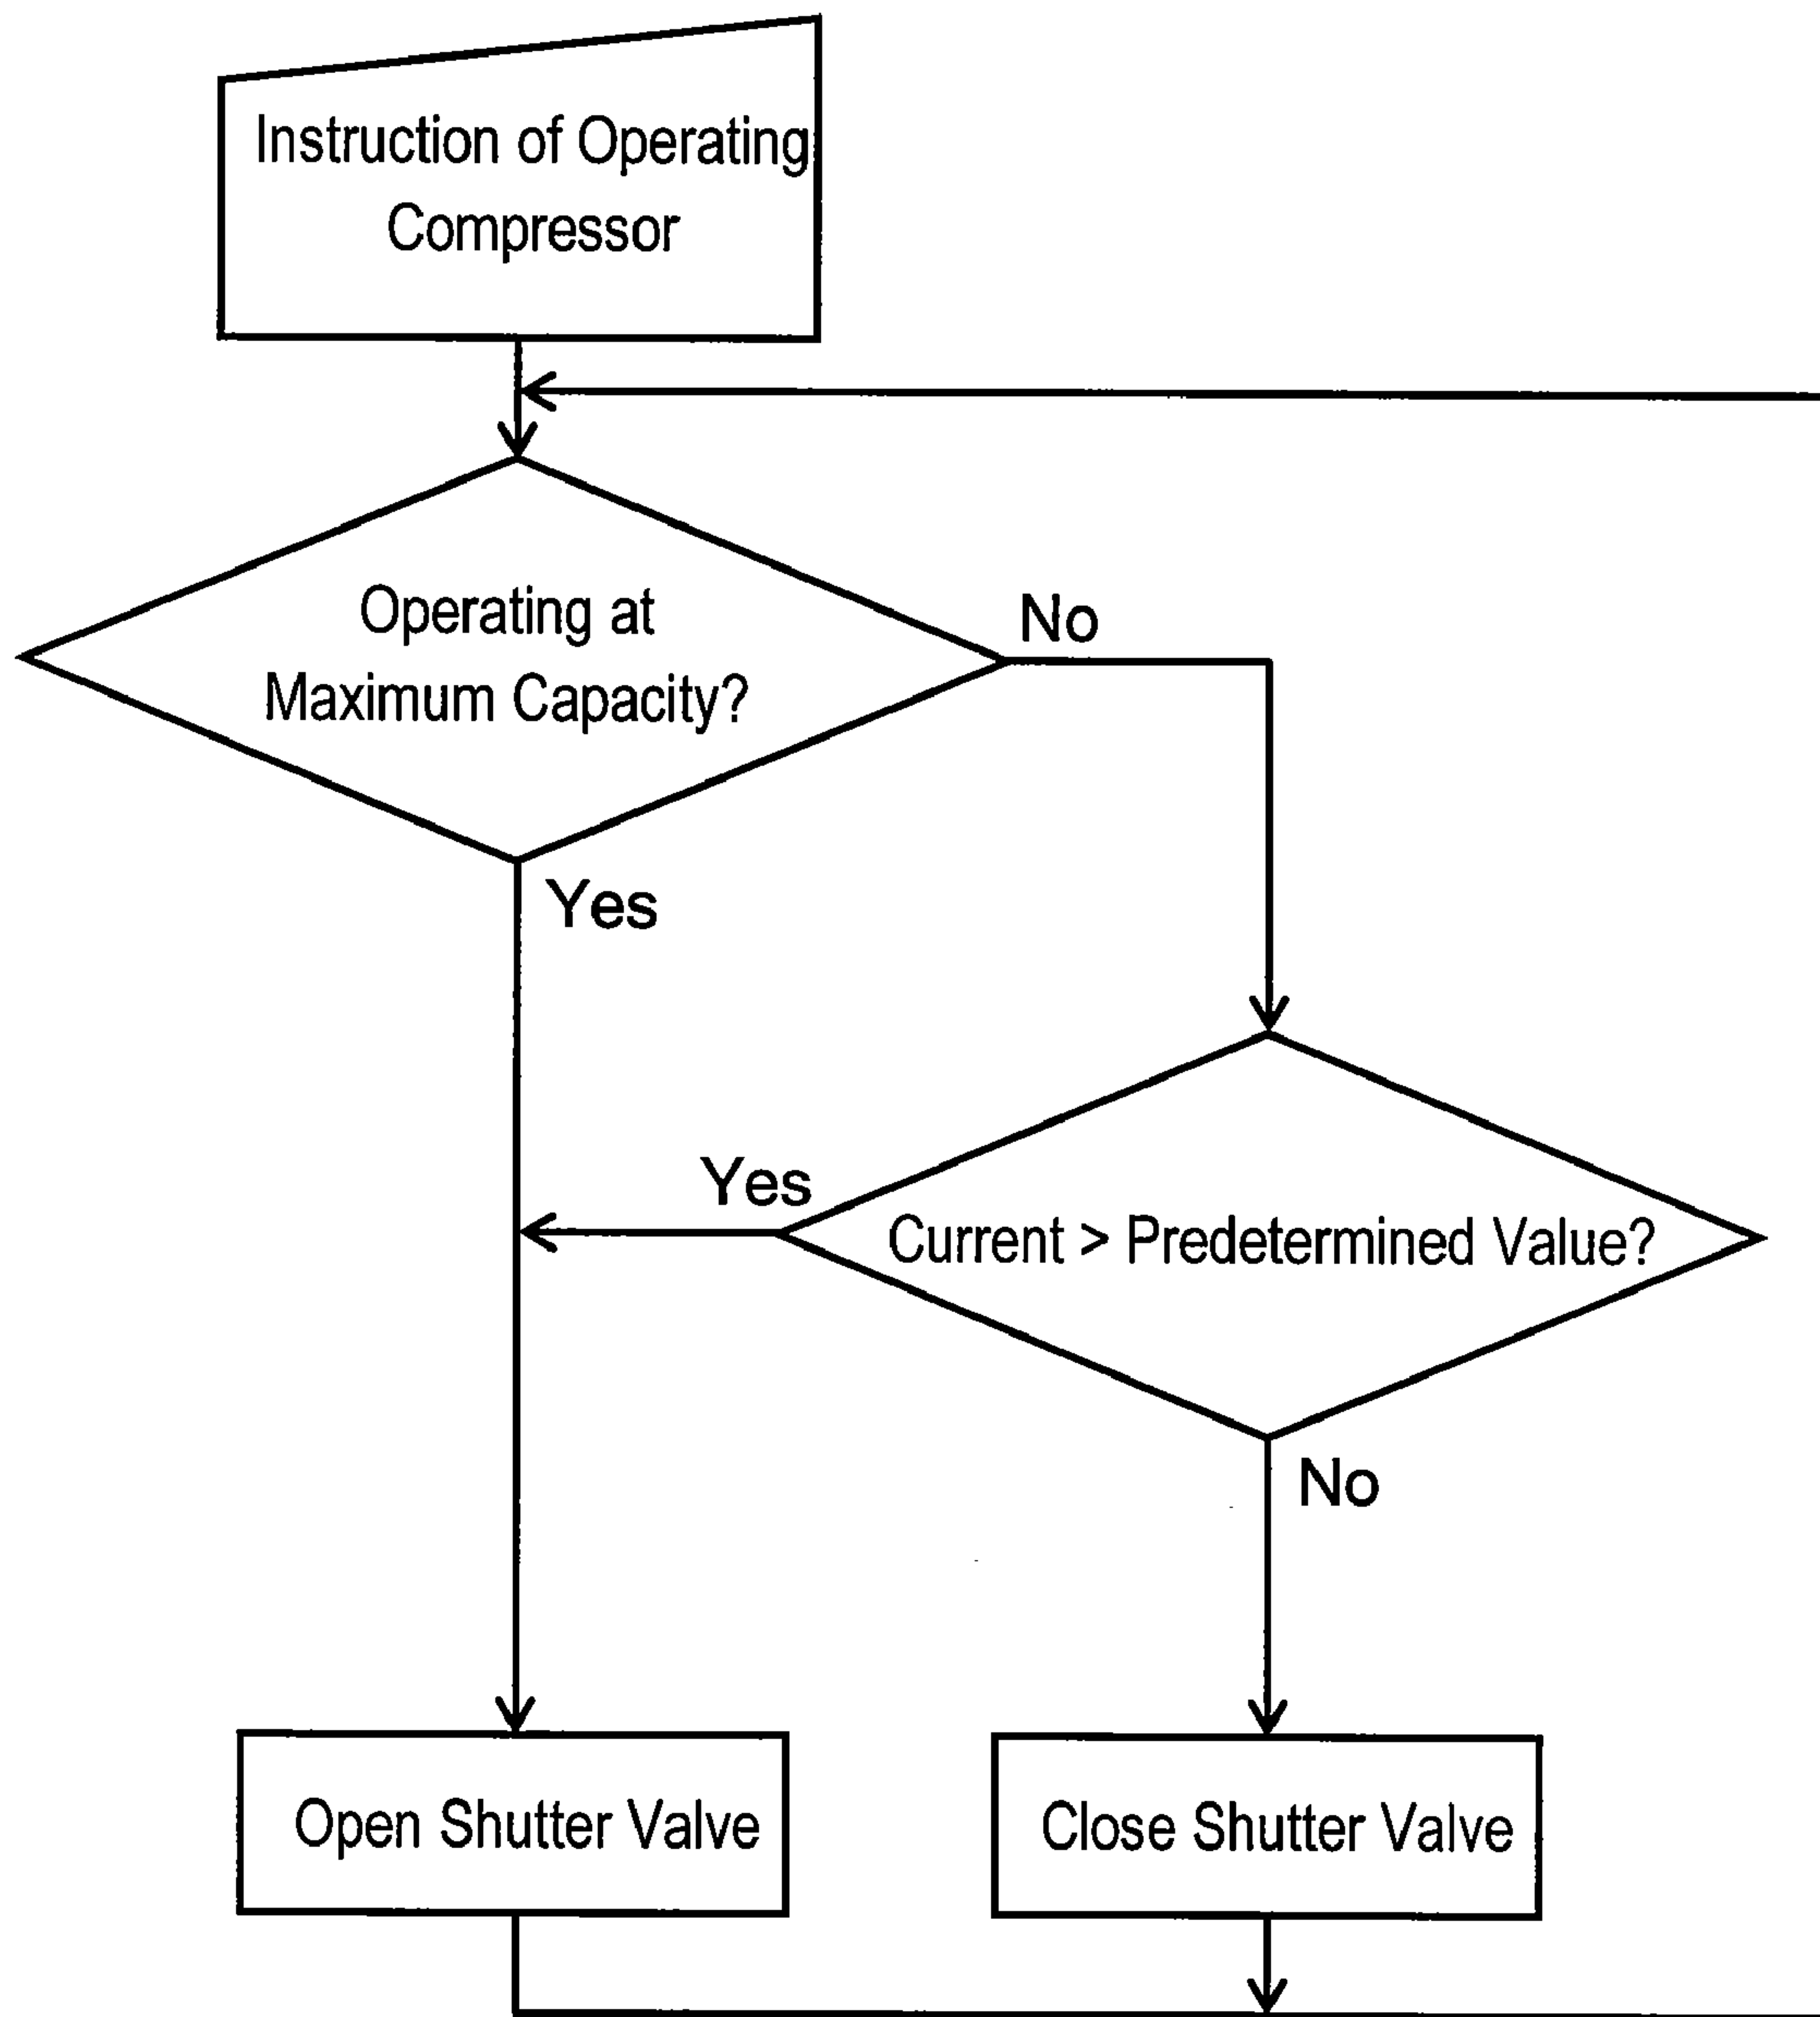 Instruction of Operating
Compressor
Operating at
Maximum Capacity?
No
Yes
Yes
Current > Predetermined Value?
No
Open Shutter Valve
Close Shutter Valve